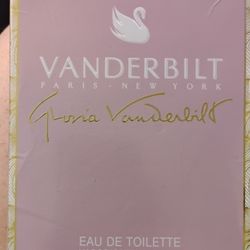 VANDERBILT
PARIS - NEW YORK
Gloria Vanderbilt
EAU DE TOILETTE